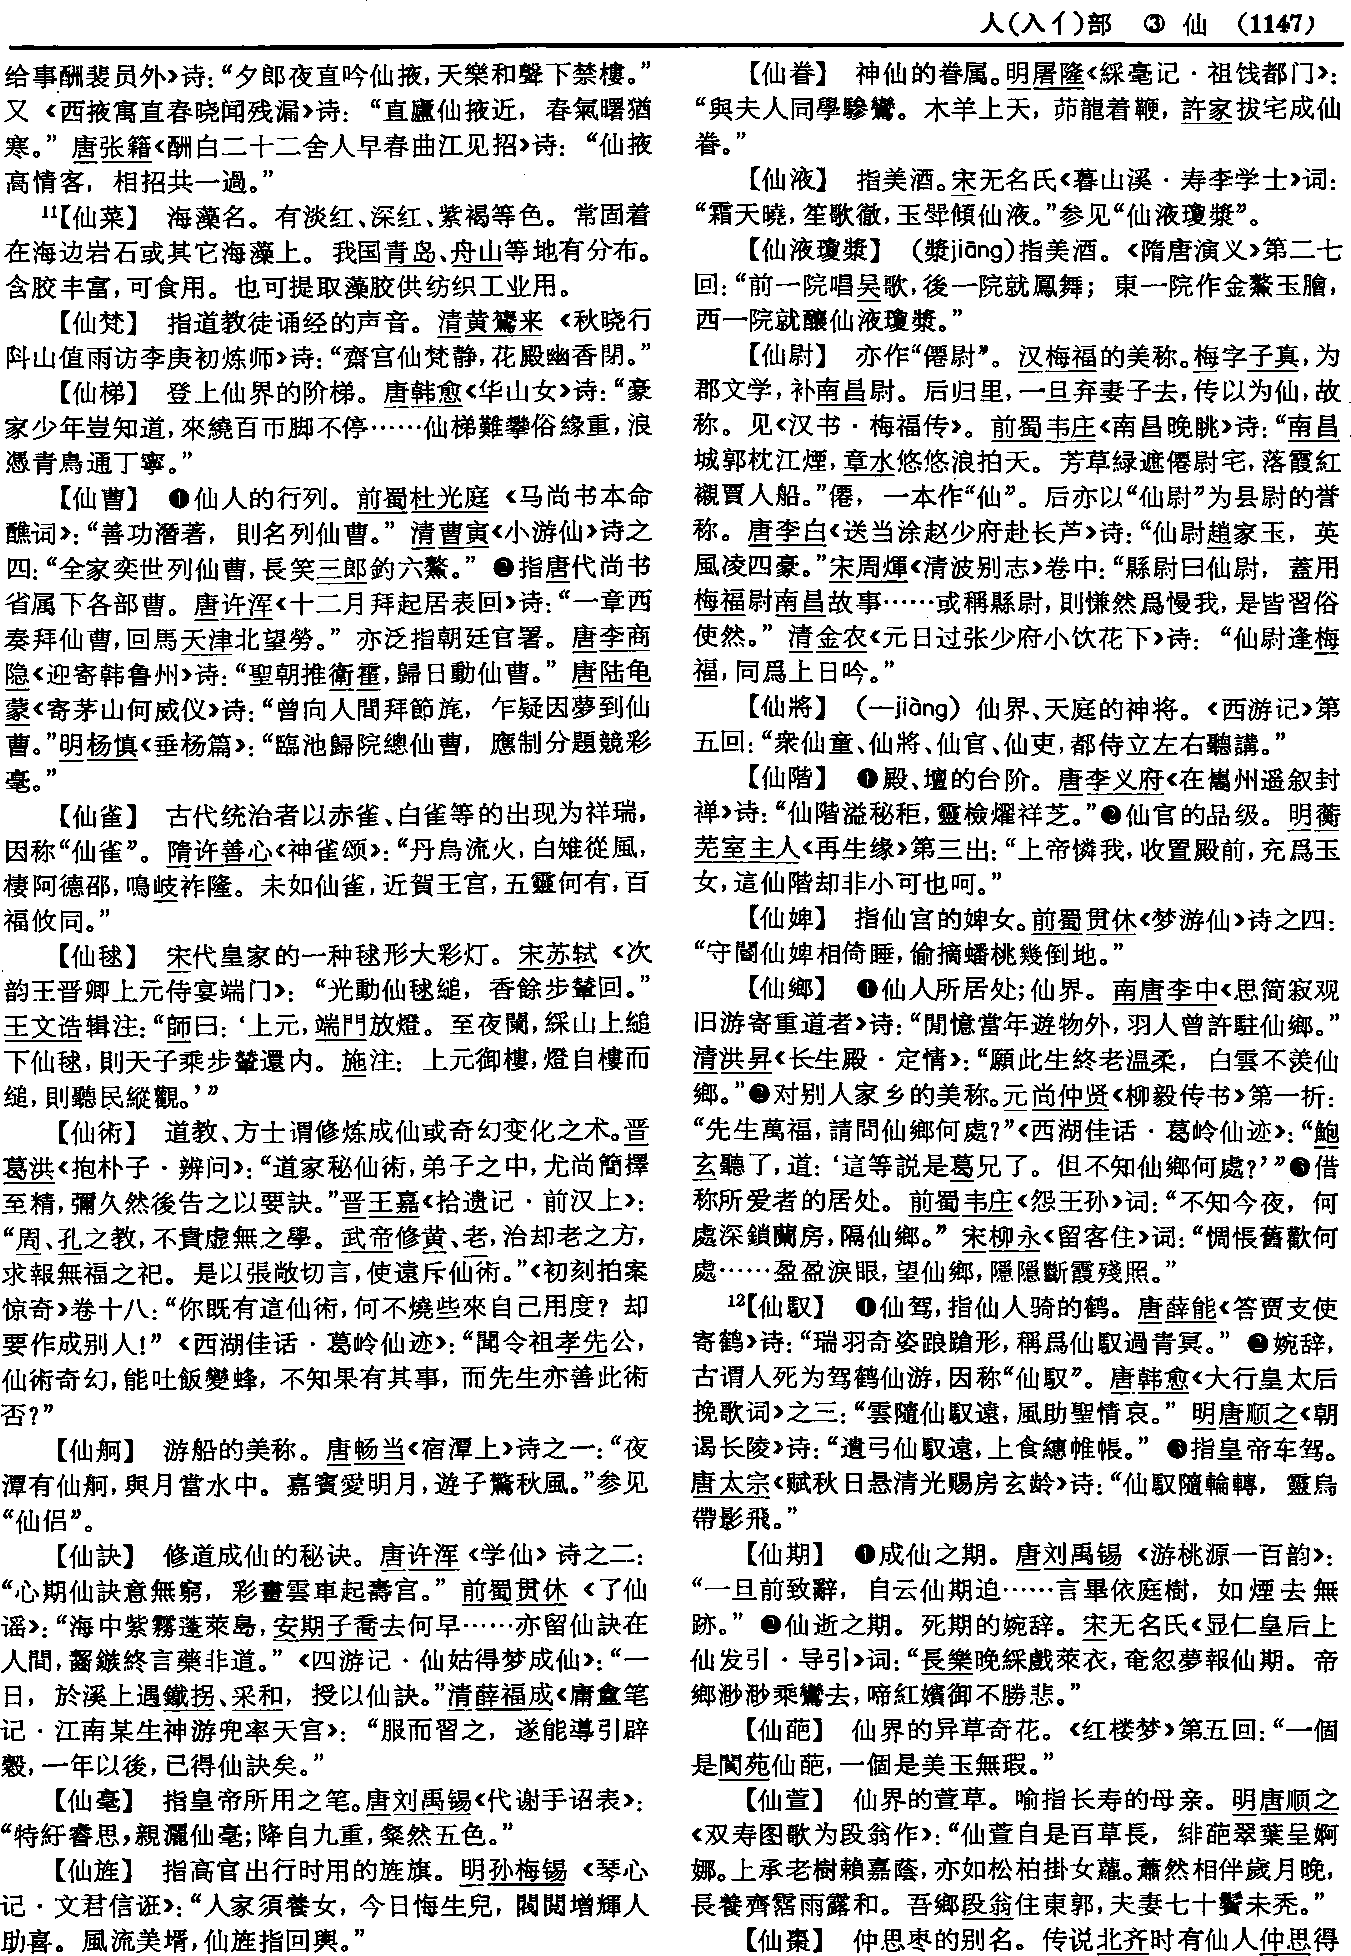 人(入亻)部 ③ 仙 (1147)
给事酬裴员外》诗：“夕郎夜直吟仙掖，天樂和聲下禁樓。”
又《西掖寓直春晓闻残漏》诗：“直廬仙掖近，春氣曙猶
寒。”唐张籍《酬白二十二舍人早春曲江见招》诗：“仙掖
高情客，相招共一過。”
11【仙菜】 海藻名。有淡红、深红、紫褐等色。常固着
在海边岩石或其它海藻上。我国青岛、舟山等地有分布。
含胶丰富，可食用。也可提取藻胶供纺织工业用。
【仙梵】 指道教徒诵经的声音。清黄鷟来《秋晓行
阧山值雨访李庚初炼师》诗：“齋宫仙梵静，花殿幽香閉。”
【仙梯】 登上仙界的阶梯。唐韩愈《华山女》诗：“豪
家少年豈知道，來繞百帀脚不停……仙梯難攀俗緣重，浪
憑青鳥通丁寧。”
【仙曹】 ❶仙人的行列。前蜀杜光庭《马尚书本命
醮词》：“善功潛著，則名列仙曹。”清曹寅《小游仙》诗之
四：“全家奕世列仙曹，長笑三郎釣六鰲。”❷指唐代尚书
省属下各部曹。唐许浑《十二月拜起居表回》诗：“一章西
奏拜仙曹，回馬天津北望勞。”亦泛指朝廷官署。唐李商
隐《迎寄韩鲁州》诗：“聖朝推衛霍，歸日動仙曹。”唐陆龟
蒙《寄茅山何威仪》诗：“曾向人間拜節旄，乍疑因夢到仙
曹。”明杨慎《垂杨篇》：“臨池歸院總仙曹，應制分題競彩
毫。”
【仙雀】 古代统治者以赤雀、白雀等的出现为祥瑞，
因称“仙雀”。隋许善心《神雀颂》：“丹烏流火，白雉從風，
棲阿德邵，鳴岐祚隆。未如仙雀，近賀王宫，五靈何有，百
福攸同。”
【仙毬】 宋代皇家的一种毬形大彩灯。宋苏轼《次
韵王晋卿上元侍宴端门》：“光動仙毬縋，香餘步輦回。”
王文诰辑注：“師曰：‘上元，端門放燈。至夜闌，綵山上縋
下仙毬，則天子乘步輦還内。施注：上元御樓，燈自樓而
縋，則聽民縱觀。’”
【仙術】 道教、方士谓修炼成仙或奇幻变化之术。晋
葛洪《抱朴子·辨问》：“道家秘仙術，弟子之中，尤尚簡擇
至精，彌久然後告之以要訣。”晋王嘉《拾遗记·前汉上》：
“周、孔之教，不貴虚無之學。武帝修黄、老，治却老之方，
求報無福之祀。是以張敞切言，使遠斥仙術。”《初刻拍案
惊奇》卷十八：“你既有這仙術，何不燒些來自己用度？却
要作成别人！”《西湖佳话·葛岭仙迹》：“聞令祖孝先公，
仙術奇幻，能吐飯變蜂，不知果有其事，而先生亦善此術
否？”
【仙舸】 游船的美称。唐畅当《宿潭上》诗之一：“夜
潭有仙舸，與月當水中。嘉賓愛明月，遊子驚秋風。”参见
“仙侣”。
【仙訣】 修道成仙的秘诀。唐许浑《学仙》诗之二：
“心期仙訣意無窮，彩畫雲車起壽宫。”前蜀贯休《了仙
谣》：“海中紫霧蓬萊島，安期子喬去何早……亦留仙訣在
人間，齧鏃終言藥非道。”《四游记·仙姑得梦成仙》：“一
日，於溪上遇鐵拐、采和，授以仙訣。”清薛福成《庸盦笔
记·江南某生神游兜率天宫》：“服而習之，遂能導引辟
穀，一年以後，已得仙訣矣。”
【仙毫】 指皇帝所用之笔。唐刘禹锡《代谢手诏表》：
“特紆睿思，親灑仙毫；降自九重，粲然五色。”
【仙旌】 指高官出行时用的旌旗。明孙梅锡《琴心
记·文君信诳》：“人家須養女，今日悔生兒，閥閱增輝人
助喜。風流美壻，仙旌指回輿。”
【仙眷】 神仙的眷属。明屠隆《綵毫记·祖饯都门》：
“與夫人同學驂鸞。木羊上天，茆龍着鞭，許家拔宅成仙
眷。”
【仙液】 指美酒。宋无名氏《暮山溪·寿李学士》词：
“霜天曉，笙歌徹，玉斝傾仙液。”参见“仙液瓊漿”。
【仙液瓊漿】 （漿jiāng）指美酒。《隋唐演义》第二七
回：“前一院唱吴歌，後一院就鳳舞；東一院作金鰲玉膾，
西一院就釀仙液瓊漿。”
【仙尉】 亦作“僊尉”。汉梅福的美称。梅字子真，为
郡文学，补南昌尉。后归里，一旦弃妻子去，传以为仙，故
称。见《汉书·梅福传》。前蜀韦庄《南昌晚眺》诗：“南昌
城郭枕江煙，章水悠悠浪拍天。芳草緑遮僊尉宅，落霞紅
襯賈人船。”僊，一本作“仙”。后亦以“仙尉”为县尉的誉
称。唐李白《送当涂赵少府赴长芦》诗：“仙尉趙家玉，英
風凌四豪。”宋周煇《清波别志》卷中：“縣尉曰仙尉，蓋用
梅福尉南昌故事……或稱縣尉，則慊然爲慢我，是皆習俗
使然。”清金农《元日过张少府小饮花下》诗：“仙尉逢梅
福，同爲上日吟。”
【仙將】 （—jiàng）仙界、天庭的神将。《西游记》第
五回：“衆仙童、仙將、仙官、仙吏，都侍立左右聽講。”
【仙階】 ❶殿、壇的台阶。唐李义府《在巂州遥叙封
禅》诗：“仙階溢秘秬，靈檢燿祥芝。”❷仙官的品级。明蘅
芜室主人《再生缘》第三出：“上帝憐我，收置殿前，充爲玉
女，這仙階却非小可也呵。”
【仙婢】 指仙宫的婢女。前蜀贯休《梦游仙》诗之四：
“守閽仙婢相倚睡，偷摘蟠桃幾倒地。”
【仙鄉】 ❶仙人所居处；仙界。南唐李中《思简寂观
旧游寄重道者》诗：“閒憶當年遊物外，羽人曾許駐仙鄉。”
清洪昇《长生殿·定情》：“願此生終老温柔，白雲不羡仙
鄉。”❷对别人家乡的美称。元尚仲贤《柳毅传书》第一折：
“先生萬福，請問仙鄉何處？”《西湖佳话·葛岭仙迹》：“鮑
玄聽了，道：‘這等説是葛兄了。但不知仙鄉何處？’”❸借
称所爱者的居处。前蜀韦庄《怨王孙》词：“不知今夜，何
處深鎖蘭房，隔仙鄉。”宋柳永《留客住》词：“惆悵舊歡何
處……盈盈淚眼，望仙鄉，隱隱斷霞殘照。”
12【仙馭】 ❶仙驾，指仙人骑的鹤。唐薛能《答贾支使
寄鹤》诗：“瑞羽奇姿踉蹌形，稱爲仙馭過青冥。”❷婉辞，
古谓人死为驾鹤仙游，因称“仙馭”。唐韩愈《大行皇太后
挽歌词》之三：“雲隨仙馭遠，風助聖情哀。”明唐顺之《朝
谒长陵》诗：“遺弓仙馭遠，上食繐帷帳。”❸指皇帝车驾。
唐太宗《赋秋日悬清光赐房玄龄》诗：“仙馭隨輪轉，靈烏
帶影飛。”
【仙期】 ❶成仙之期。唐刘禹锡《游桃源一百韵》：
“一旦前致辭，自云仙期迫……言畢依庭樹，如煙去無
跡。”❷仙逝之期。死期的婉辞。宋无名氏《显仁皇后上
仙发引·导引》词：“長樂晚綵戲萊衣，奄忽夢報仙期。帝
鄉渺渺乘鸞去，啼紅嬪御不勝悲。”
【仙葩】 仙界的异草奇花。《红楼梦》第五回：“一個
是閬苑仙葩，一個是美玉無瑕。”
【仙萱】 仙界的萱草。喻指长寿的母亲。明唐顺之
《双寿图歌为段翁作》：“仙萱自是百草長，緋葩翠葉呈婀
娜。上承老樹賴嘉蔭，亦如松柏掛女蘿。蕭然相伴歲月晚，
長養齊霑雨露和。吾鄉段翁住東郭，夫妻七十鬢未秃。”
【仙棗】 仲思枣的别名。传说北齐时有仙人仲思得